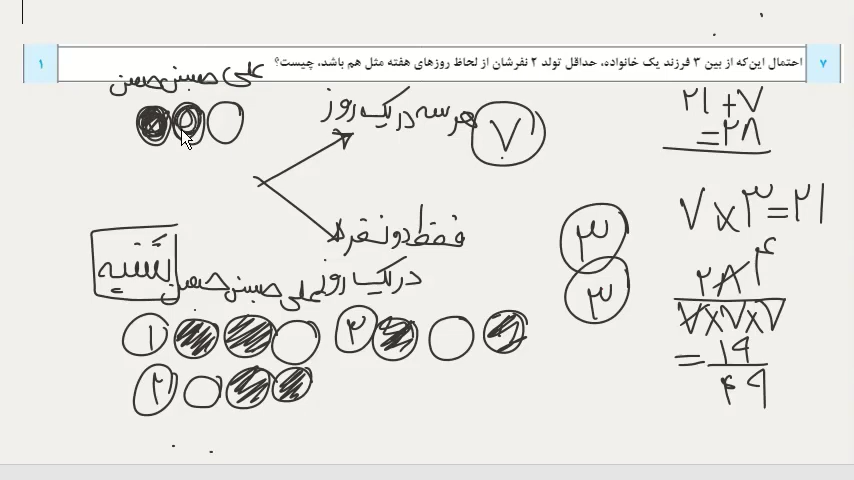 ۷ احتمال این‌که از بین ۳ فرزند یک خانواده، حداقل تولد ۲ نفرشان از لحاظ روزهای هفته مثل هم باشد، چیست؟ ۱
علی حسین حسن
هر سه در یک روز ۷
۲۱ + ۷
= ۲۸
۷ × ۳ = ۲۱
فقط دو نفر
در یک روز
۳
۳
علی حسین حسن
۱
۳
۲
۲۸ ۴
۷ × ۷ × ۷
= ۱۹
۴۹